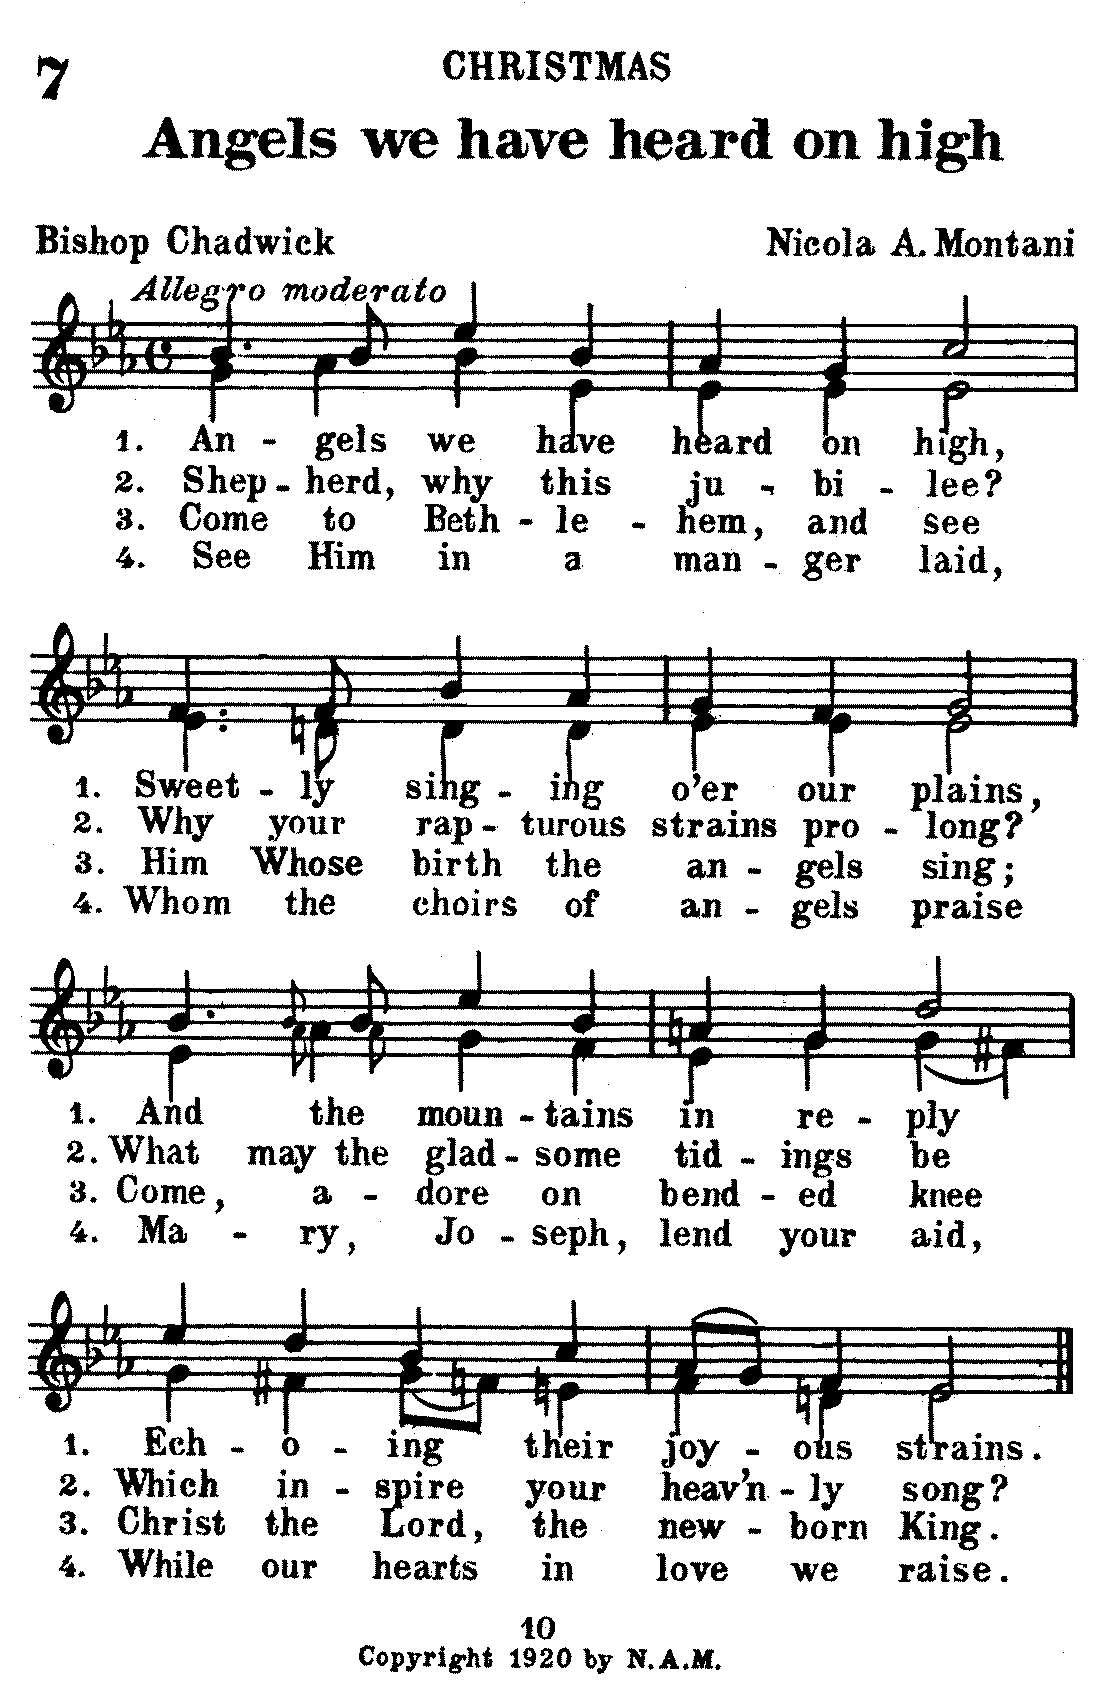 7
CHRISTMAS
Angels we have heard on high
Bishop Chadwick Nicola A. Montani
Allegro moderato
1. An - gels we have heard on high,
2. Shep - herd, why this ju - bi - lee?
3. Come to Beth - le - hem, and see
4. See Him in a man - ger laid,
1. Sweet - ly sing - ing o'er our plains,
2. Why your rap - turous strains pro - long?
3. Him Whose birth the an - gels sing;
4. Whom the choirs of an - gels praise
1. And the moun - tains in re - ply
2. What may the glad - some tid - ings be
3. Come, a - dore on bend - ed knee
4. Ma - ry, Jo - seph, lend your aid,
1. Ech - o - ing their joy - ous strains.
2. Which in - spire your heav'n - ly song?
3. Christ the Lord, the new - born King.
4. While our hearts in love we raise.
10
Copyright 1920 by N.A.M.